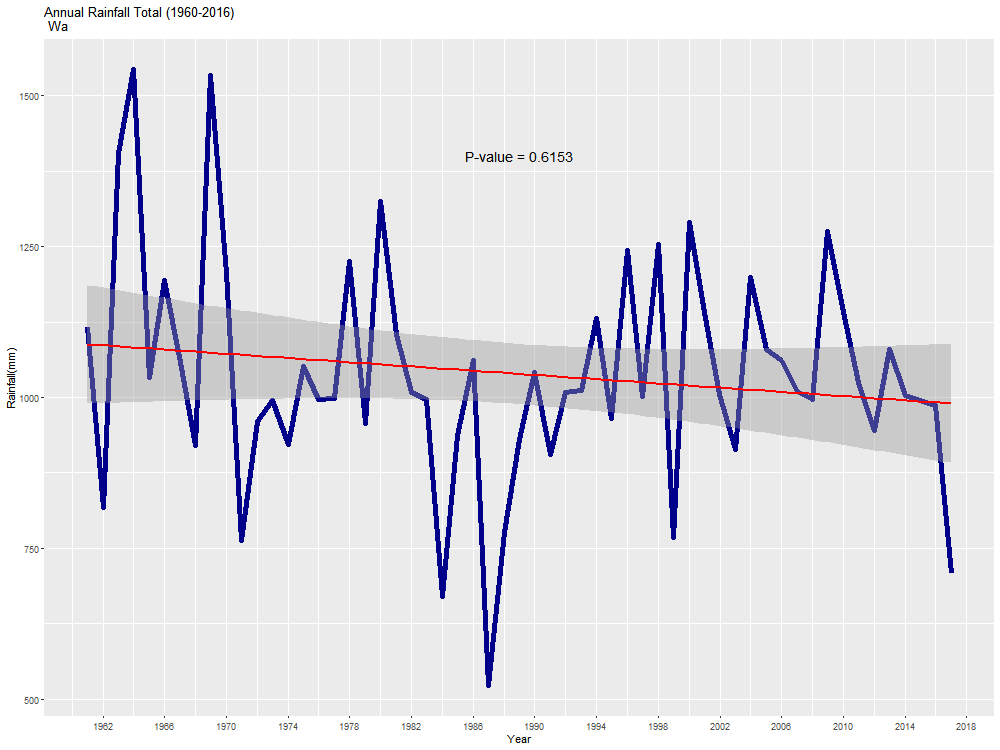 Annual Rainfall Total (1960-2016)
Wa
P-value = 0.6153
Rainfall(mm)
1500
1250
1000
750
500
1962 1966 1970 1974 1978 1982 1986 1990 1994 1998 2002 2006 2010 2014 2018
Year